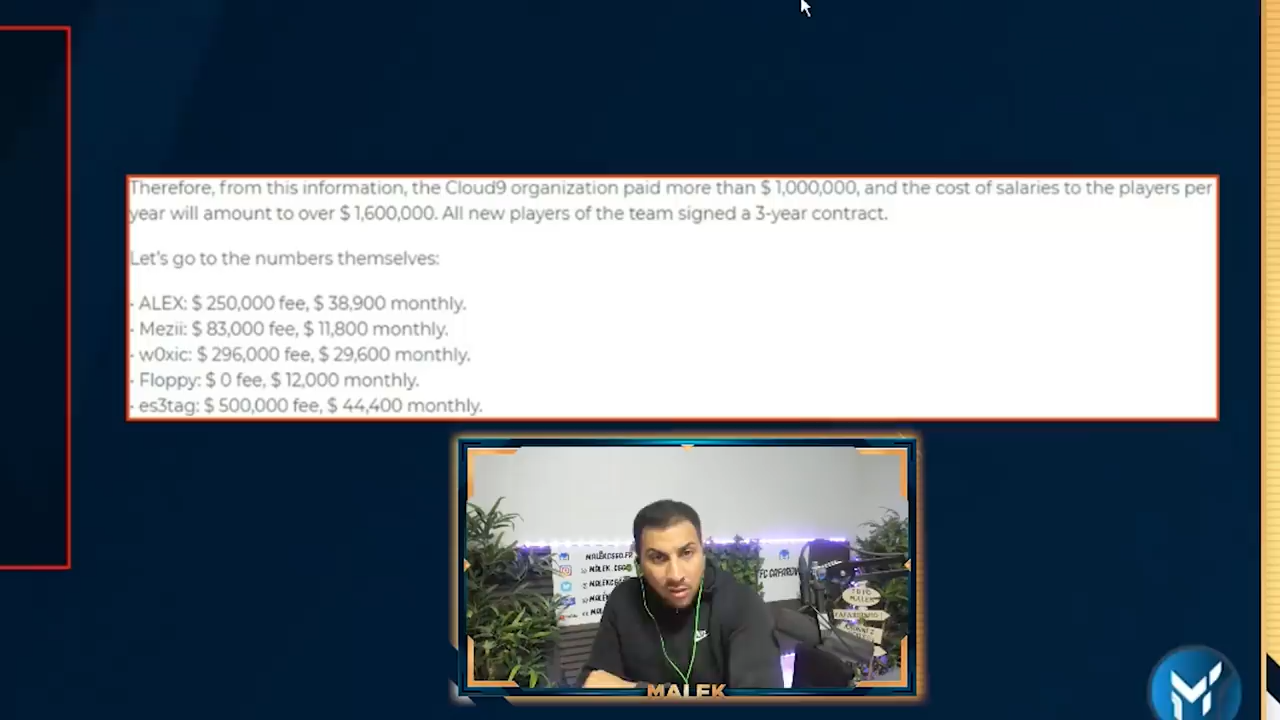 Therefore, from this information, the Cloud9 organization paid more than $ 1,000,000, and the cost of salaries to the players per
year will amount to over $ 1,600,000. All new players of the team signed a 3-year contract.
Let's go to the numbers themselves:
- ALEX: $ 250,000 fee, $ 38,900 monthly.
- Mezii: $ 83,000 fee, $ 11,800 monthly.
- w0xic: $ 296,000 fee, $ 29,600 monthly.
- Floppy: $ 0 fee, $ 12,000 monthly.
- es3tag: $ 500,000 fee, $ 44,400 monthly.
MALEKCSGO.FR
MALEK